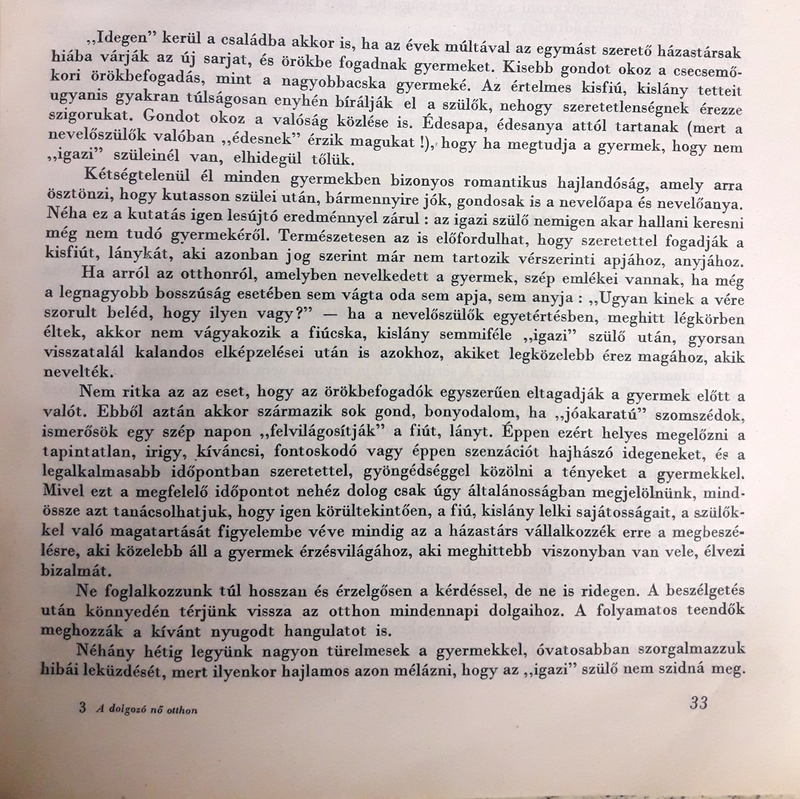 „Idegen” kerül a családba akkor is, ha az évek múltával az egymást szerető házastársak
hiába várják az új sarjat, és örökbe fogadnak gyermeket. Kisebb gondot okoz a csecsemő-
kori örökbefogadás, mint a nagyobbacska gyermeké. Az értelmes kisfiú, kislány tetteit
ugyanis gyakran túlságosan enyhén bírálják el a szülők, nehogy szeretetlenségnek érezze
szigorukat. Gondot okoz a valóság közlése is. Édesapa, édesanya attól tartanak (mert a
nevelőszülők valóban „édesnek” érzik magukat!), hogy ha megtudja a gyermek, hogy nem
„igazi” szüleinél van, elhidegül tőlük.
Kétségtelenül él minden gyermekben bizonyos romantikus hajlandóság, amely arra
ösztönzi, hogy kutasson szülei után, bármennyire jók, gondosak is a nevelőapa és nevelőanya.
Néha ez a kutatás igen lesújtó eredménnyel zárul: az igazi szülő nemigen akar hallani keresni
még nem tudó gyermekéről. Természetesen az is előfordulhat, hogy szeretettel fogadják a
kisfiút, lánykát, aki azonban jog szerint már nem tartozik vérszerinti apjához, anyjához.
Ha arról az otthonról, amelyben nevelkedett a gyermek, szép emlékei vannak, ha még
a legnagyobb bosszúság esetében sem vágta oda sem apja, sem anyja: „Ugyan kinek a vére
szorult beléd, hogy ilyen vagy?” — ha a nevelőszülők egyetértésben, meghitt légkörben
éltek, akkor nem vágyakozik a fiúcska, kislány semmiféle „igazi” szülő után, gyorsan
visszatalál kalandos elképzelései után is azokhoz, akiket legközelebb érez magához, akik
nevelték.
Nem ritka az az eset, hogy az örökbefogadók egyszerűen eltagadják a gyermek előtt a
valót. Ebből aztán akkor származik sok gond, bonyodalom, ha „jóakaratú” szomszédok,
ismerősök egy szép napon „felvilágosítják” a fiút, lányt. Éppen ezért helyes megelőzni a
tapintatlan, irigy, kíváncsi, fontoskodó vagy éppen szenzációt hajhászó idegeneket, és a
legalkalmasabb időpontban szeretettel, gyöngédséggel közölni a tényeket a gyermekkel.
Mivel ezt a megfelelő időpontot nehéz dolog csak úgy általánosságban megjelölnünk, mind-
össze azt tanácsolhatjuk, hogy igen körültekintően, a fiú, kislány lelki sajátosságait, a szülők-
kel való magatartását figyelembe véve mindig az a házastárs vállalkozzék erre a megbeszé-
lésre, aki közelebb áll a gyermek érzésvilágához, aki meghittebb viszonyban van vele, élvezi
bizalmát.
Ne foglalkozzunk túl hosszan és érzelgősen a kérdéssel, de ne is ridegen. A beszélgetés
után könnyedén térjünk vissza az otthon mindennapi dolgaihoz. A folyamatos teendők
meghozzák a kívánt nyugodt hangulatot is.
Néhány hétig legyünk nagyon türelmesek a gyermekkel, óvatosabban szorgalmazzuk
hibái leküzdését, mert ilyenkor hajlamos azon mélázni, hogy az „igazi” szülő nem szidná meg.
3 A dolgozó nő otthon
33